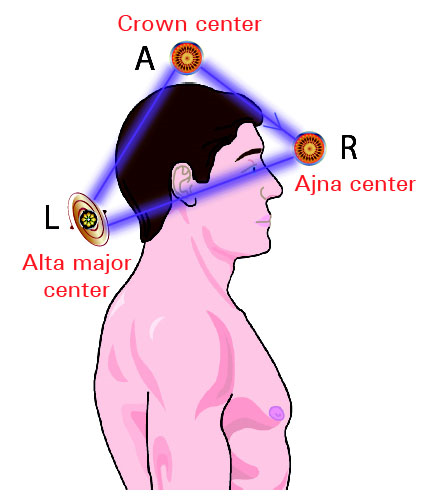 Crown center
A
R
Ajna center
L
Alta major
center